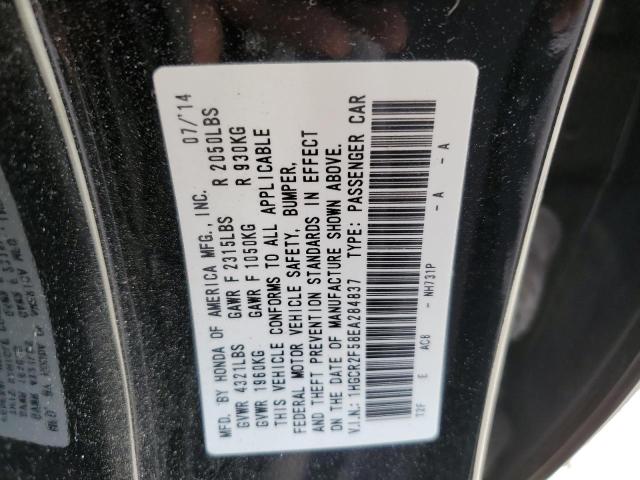 MFD. BY HONDA OF AMERICA MFG., INC. 07/'14
GVWR 4321LBS GAWR F 2315LBS R 2050LBS
GVWR 1960KG GAWR F 1050KG R 930KG
THIS VEHICLE CONFORMS TO ALL APPLICABLE
FEDERAL MOTOR VEHICLE SAFETY, BUMPER,
AND THEFT PREVENTION STANDARDS IN EFFECT
ON THE DATE OF MANUFACTURE SHOWN ABOVE.
V.I.N.: 1HGCR2F58EA284837 TYPE: PASSENGER CAR
T2F E AC8 - NH731P - A - A